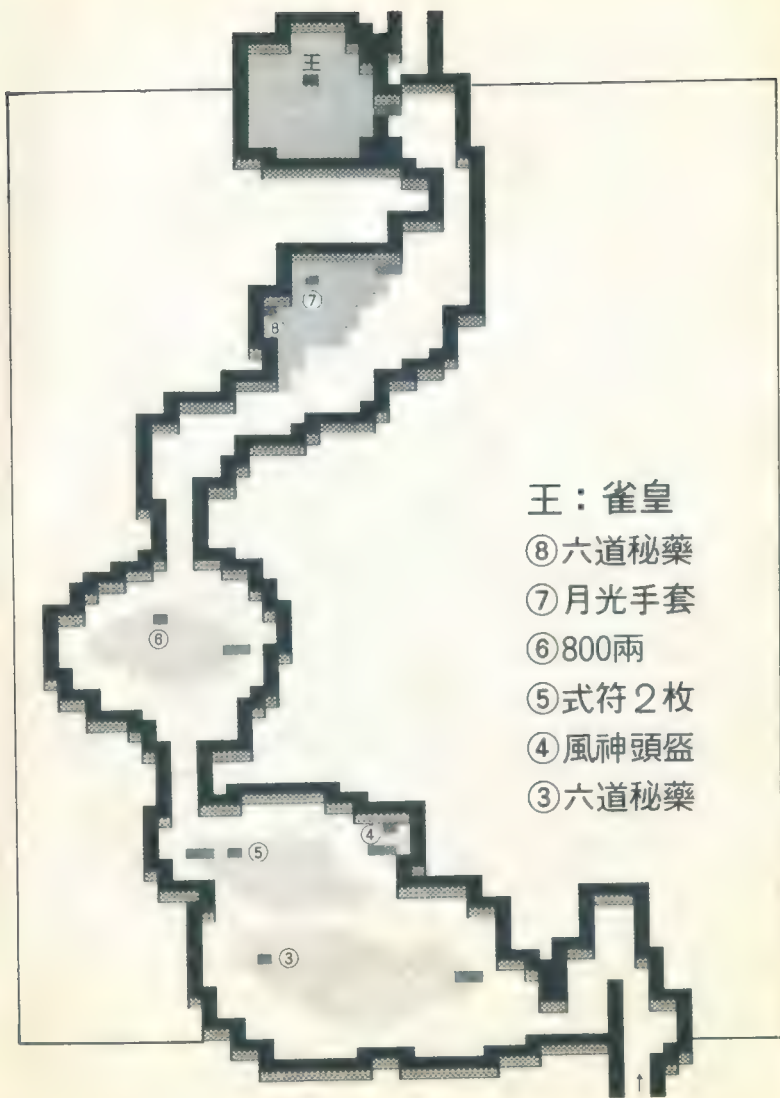 王
⑦
⑧
⑥
④
⑤
③
↑
王：雀皇
⑧六道秘藥
⑦月光手套
⑥800兩
⑤式符2枚
④風神頭盔
③六道秘藥